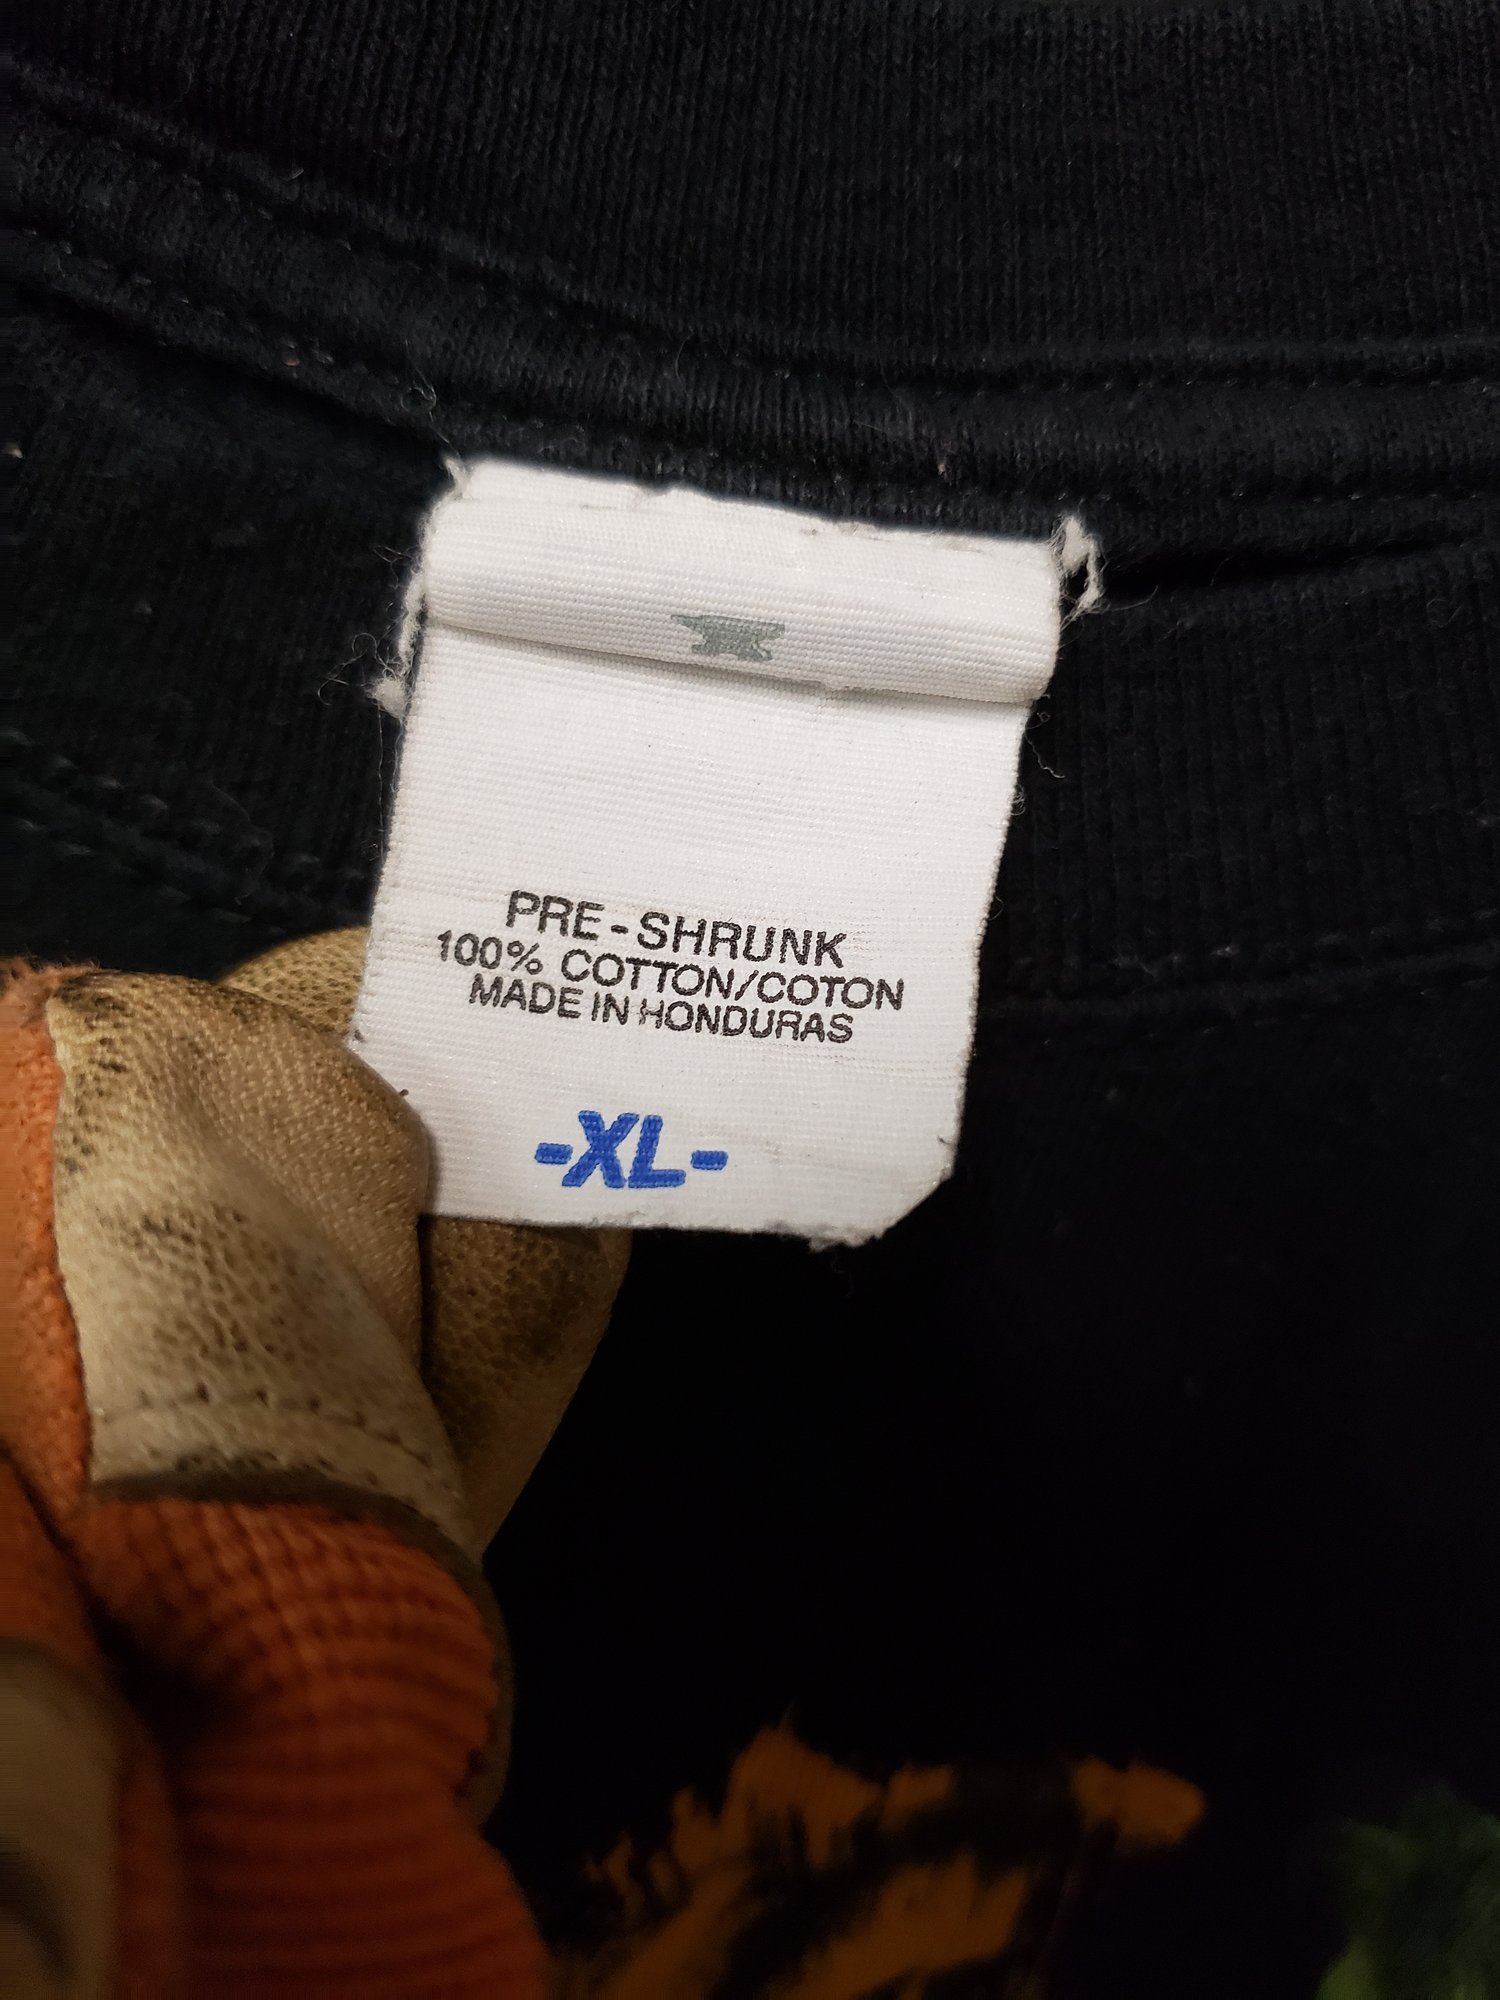 PRE-SHRUNK
100% COTTON/COTON
MADE IN HONDURAS
-XL-